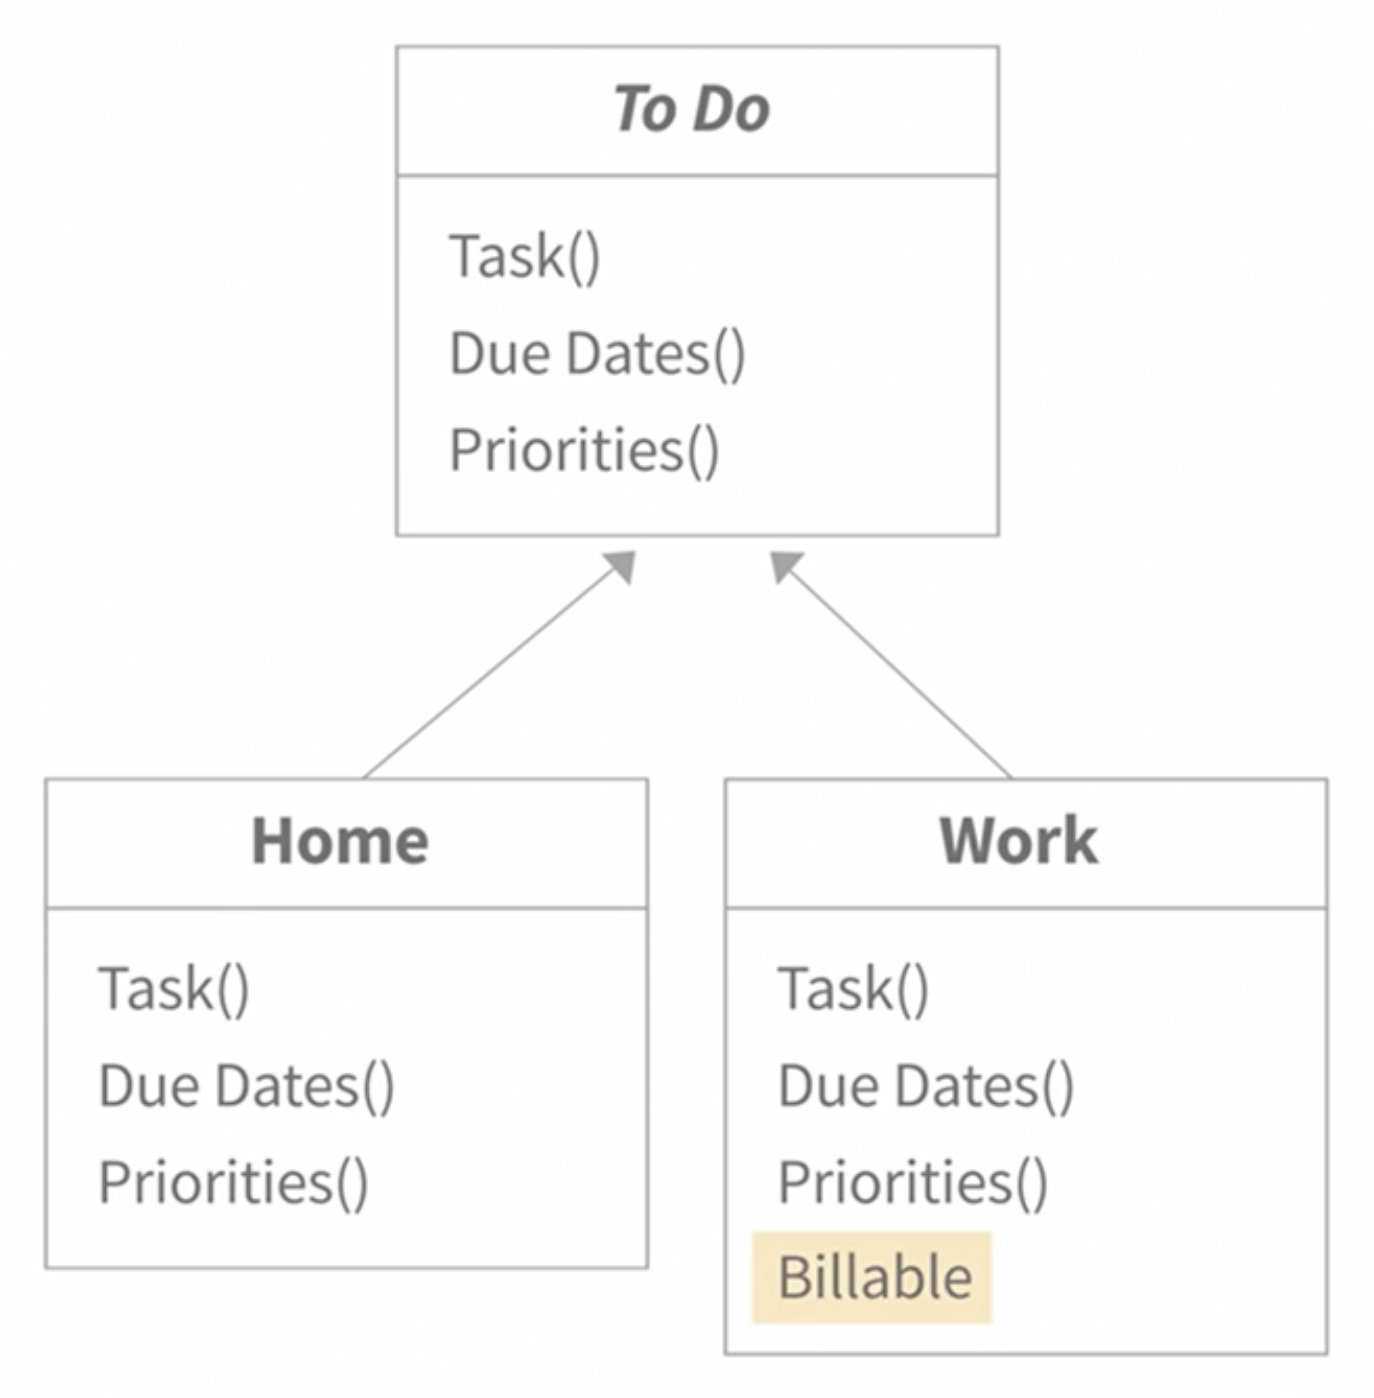 To Do
Task()
Due Dates()
Priorities()
Home
Task()
Due Dates()
Priorities()
Work
Task()
Due Dates()
Priorities()
Billable